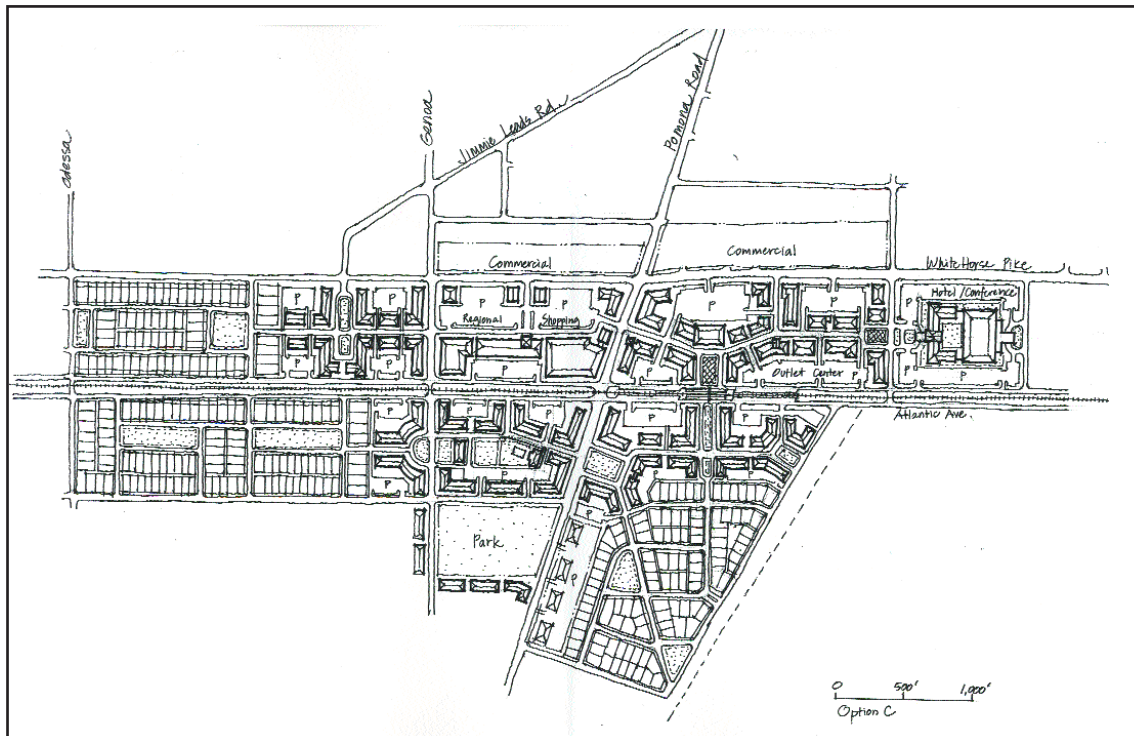 Odessa
Genoa
Jimmie Leads Rd.
Pomona Road
Commercial
Commercial
White Horse Pike
P
P
P
P
P
P
P
Hotel/Conference
Regional
Shopping
P
P
P
P
P
P
Outlet Center
P
P
Atlantic Ave.
P
P
P
P
P
P
P
P
P
P
Park
P
0 500' 1,000'
Option C